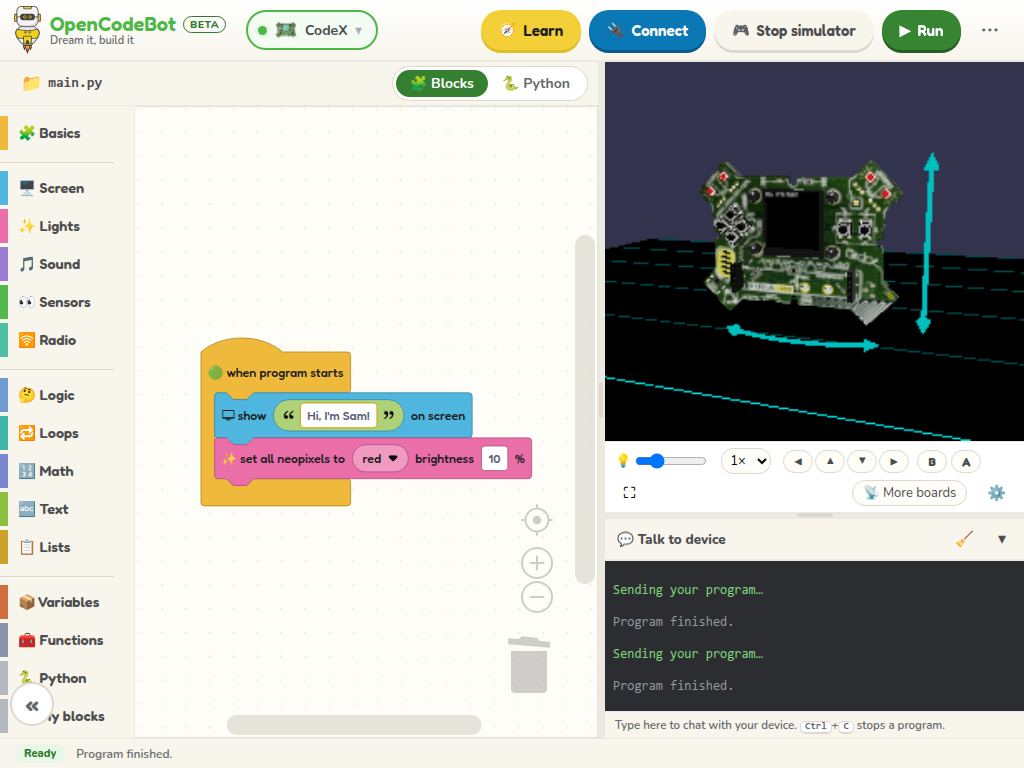 OpenCodeBot BETA
Dream it, build it
CodeX
Learn
Connect
Stop simulator
Run
main.py
Blocks
Python
Basics
Screen
Lights
Sound
Sensors
Radio
Logic
Loops
Math
Text
Lists
Variables
Functions
Python
y blocks
when program starts
show “ Hi, I'm Sam! ” on screen
set all neopixels to red brightness 10 %
1×
B
A
More boards
Talk to device
Sending your program…
Program finished.
Sending your program…
Program finished.
Type here to chat with your device. Ctrl+C stops a program.
Ready Program finished.